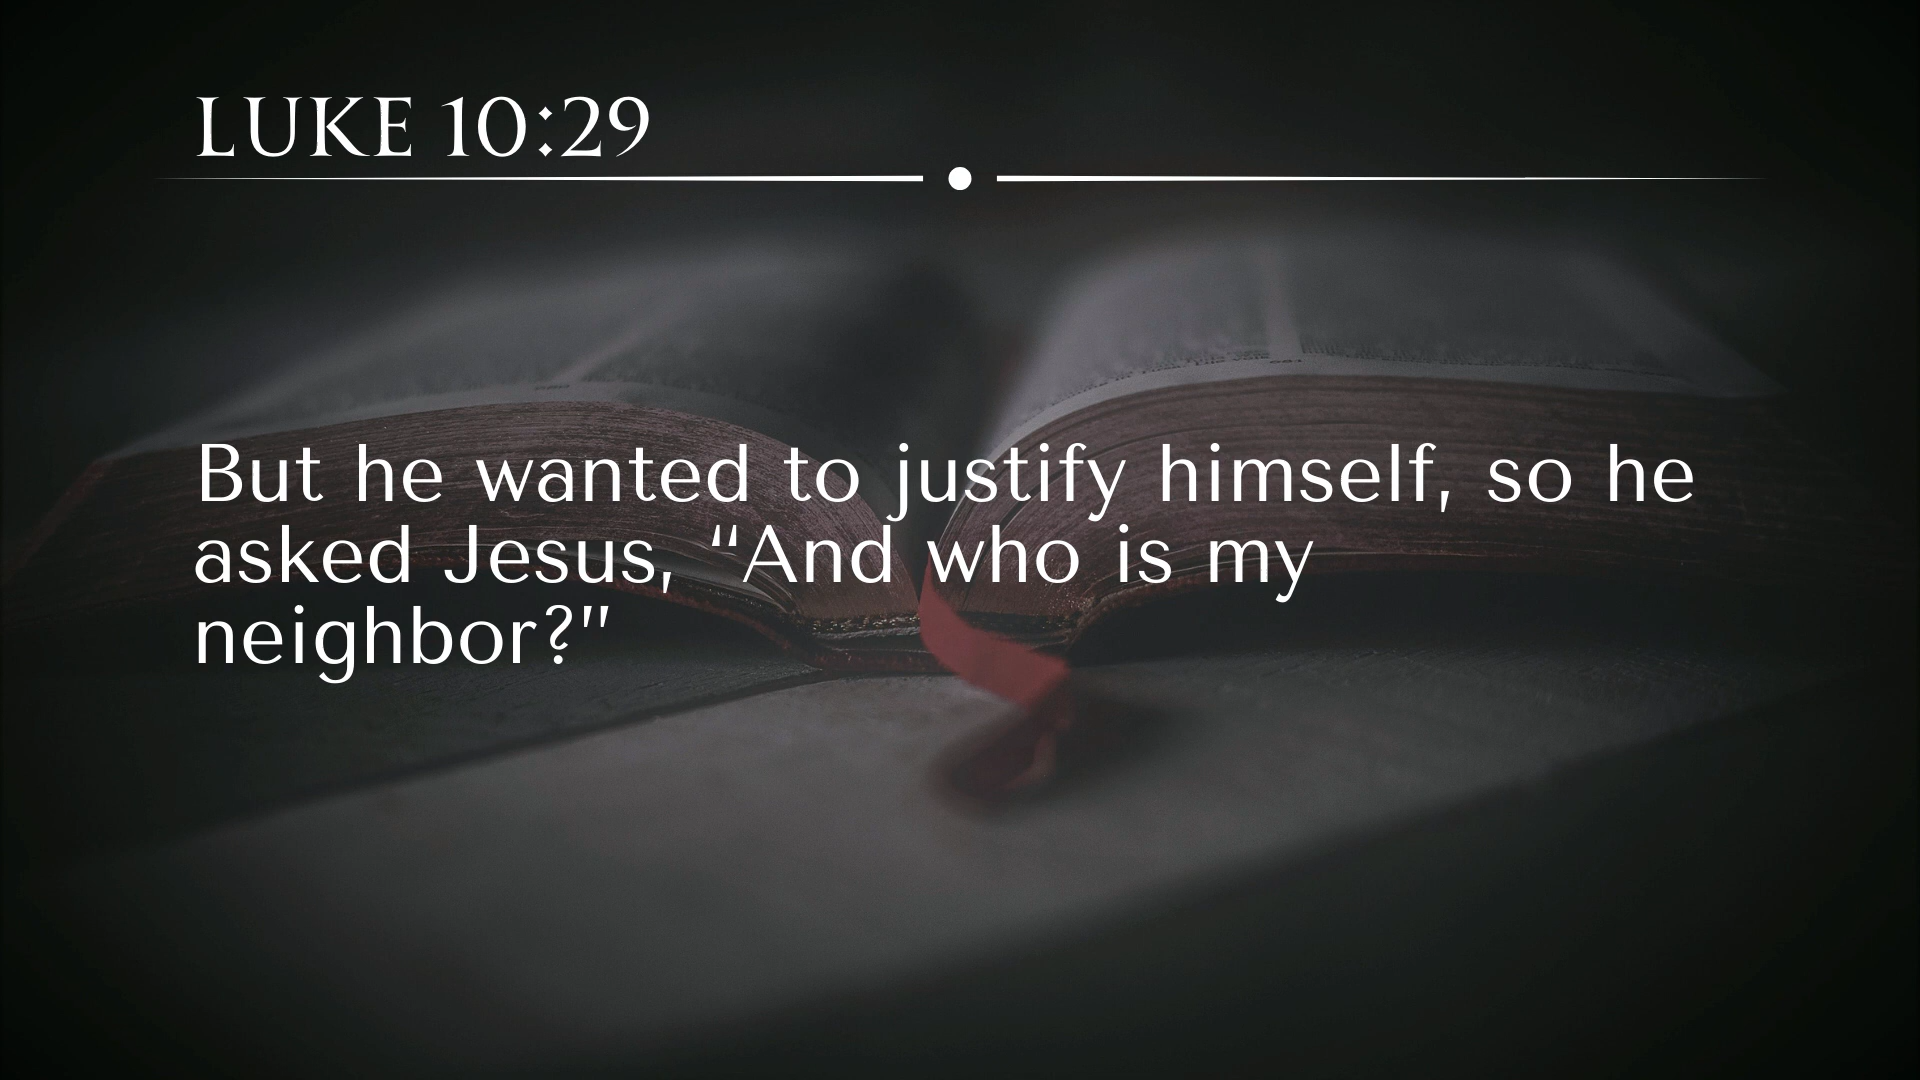 LUKE 10:29
But he wanted to justify himself, so he
asked Jesus, “And who is my
neighbor?”